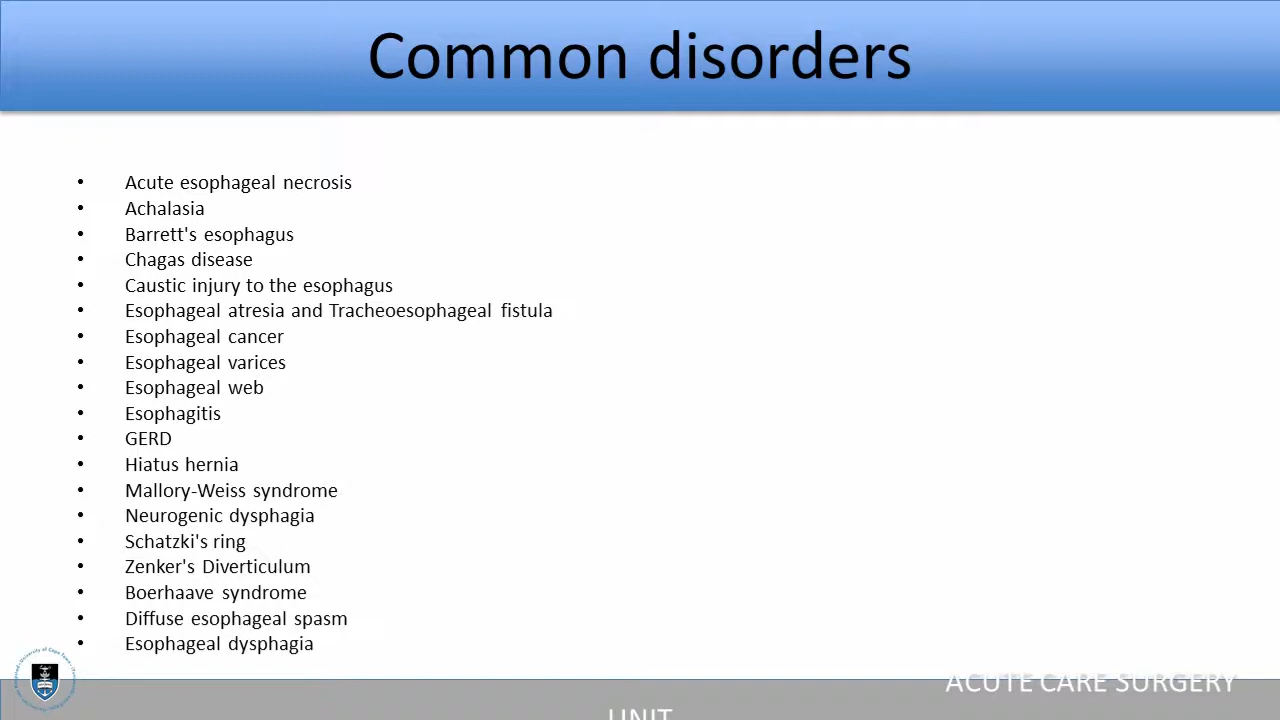 Common disorders
• Acute esophageal necrosis
• Achalasia
• Barrett's esophagus
• Chagas disease
• Caustic injury to the esophagus
• Esophageal atresia and Tracheoesophageal fistula
• Esophageal cancer
• Esophageal varices
• Esophageal web
• Esophagitis
• GERD
• Hiatus hernia
• Mallory-Weiss syndrome
• Neurogenic dysphagia
• Schatzki's ring
• Zenker's Diverticulum
• Boerhaave syndrome
• Diffuse esophageal spasm
• Esophageal dysphagia
ACUTE CARE SURGERY
UNIT